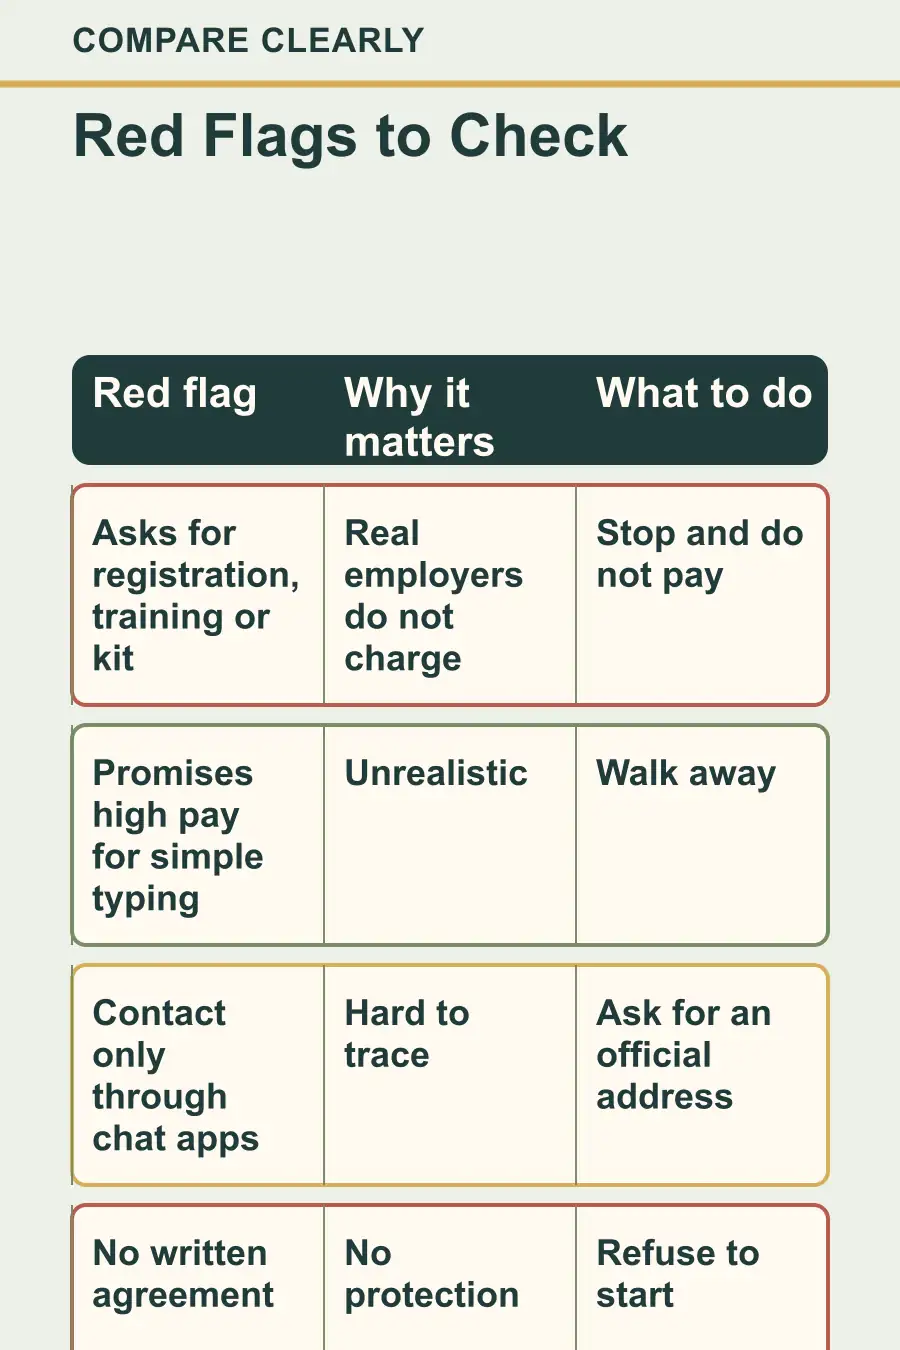 COMPARE CLEARLY
Red Flags to Check
Red flag
Why it
matters
What to do
Asks for
registration,
training or
kit
Real
employers
do not
charge
Stop and do
not pay
Promises
high pay
for simple
typing
Unrealistic
Walk away
Contact
only
through
chat apps
Hard to
trace
Ask for an
official
address
No written
agreement
No
protection
Refuse to
start